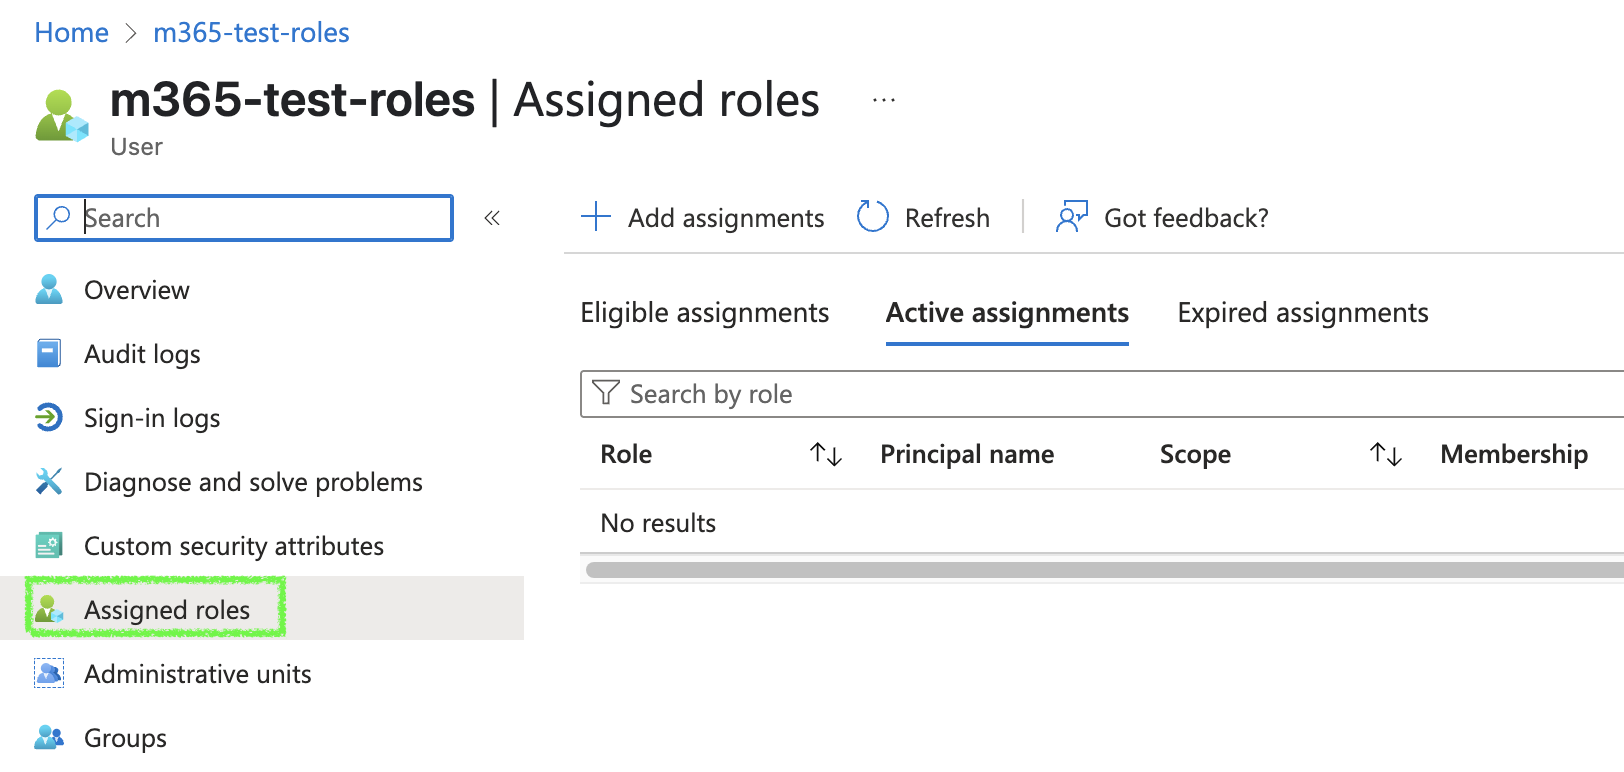 Home > m365-test-roles
m365-test-roles | Assigned roles ...
User
Search
«
Add assignments
Refresh
Got feedback?
Overview
Audit logs
Sign-in logs
Diagnose and solve problems
Custom security attributes
Assigned roles
Administrative units
Groups
Eligible assignments
Active assignments
Expired assignments
Search by role
Role
Principal name
Scope
Membership
No results